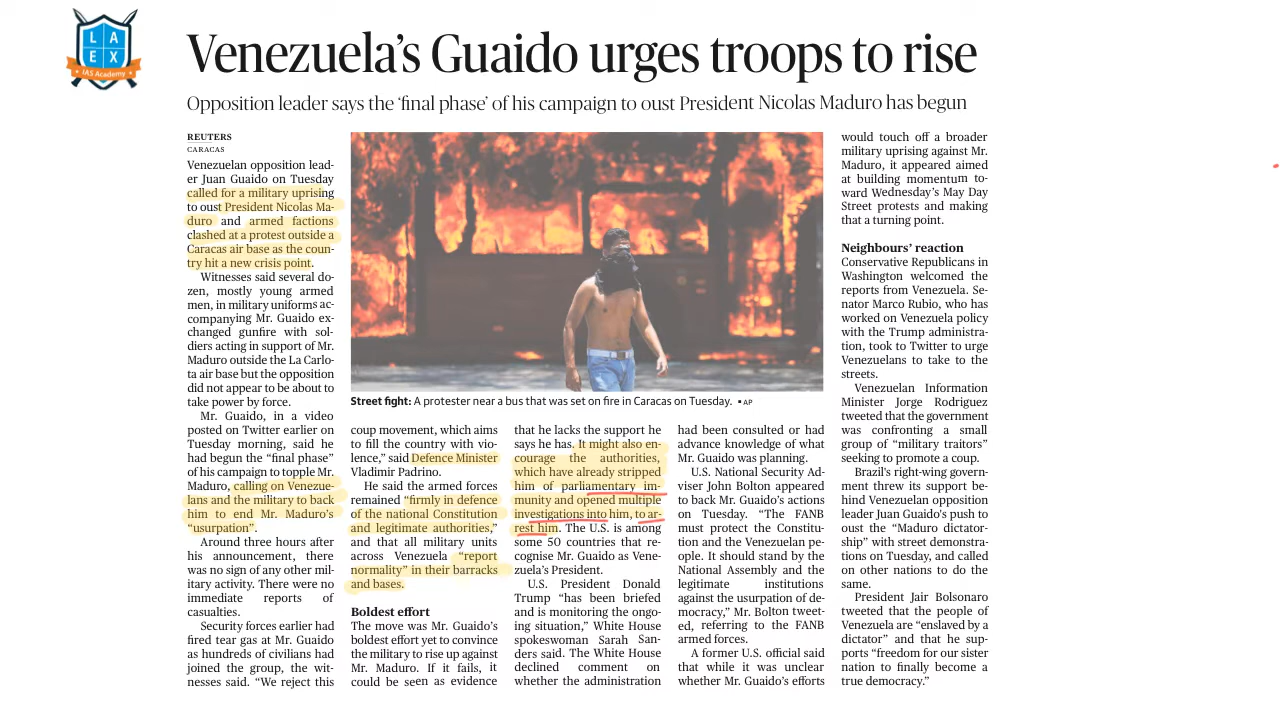 L A
E X
IAS Academy
Venezuela's Guaido urges troops to rise
Opposition leader says the 'final phase' of his campaign to oust President Nicolas Maduro has begun
REUTERS
CARACAS
Venezuelan opposition lead-
er Juan Guaido on Tuesday
called for a military uprising
to oust President Nicolas Ma-
duro and armed factions
clashed at a protest outside a
Caracas air base as the coun-
try hit a new crisis point.
Witnesses said several do-
zen, mostly young armed
men, in military uniforms ac-
companying Mr. Guaido ex-
changed gunfire with sol-
diers acting in support of Mr.
Maduro outside the La Carlo-
ta air base but the opposition
did not appear to be about to
take power by force.
Mr. Guaido, in a video
posted on Twitter earlier on
Tuesday morning, said he
had begun the "final phase"
of his campaign to topple Mr.
Maduro, calling on Venezue-
lans and the military to back
him to end Mr. Maduro's
"usurpation".
Around three hours after
his announcement, there
was no sign of any other mil-
itary activity. There were no
immediate reports of
casualties.
Security forces earlier had
fired tear gas at Mr. Guaido
as hundreds of civilians had
joined the group, the wit-
nesses said. "We reject this
Street fight: A protester near a bus that was set on fire in Caracas on Tuesday. ▪AP
coup movement, which aims
to fill the country with vio-
lence," said Defence Minister
Vladimir Padrino.
He said the armed forces
remained "firmly in defence
of the national Constitution
and legitimate authorities,"
and that all military units
across Venezuela "report
normality" in their barracks
and bases.
Boldest effort
The move was Mr. Guaido's
boldest effort yet to convince
the military to rise up against
Mr. Maduro. If it fails, it
could be seen as evidence
that he lacks the support he
says he has. It might also en-
courage the authorities,
which have already stripped
him of parliamentary im-
munity and opened multiple
investigations into him, to ar-
rest him. The U.S. is among
some 50 countries that re-
cognise Mr. Guaido as Vene-
zuela's President.
U.S. President Donald
Trump "has been briefed
and is monitoring the ongo-
ing situation," White House
spokeswoman Sarah San-
ders said. The White House
declined comment on
whether the administration
had been consulted or had
advance knowledge of what
Mr. Guaido was planning.
U.S. National Security Ad-
viser John Bolton appeared
to back Mr. Guaido's actions
on Tuesday. "The FANB
must protect the Constitu-
tion and the Venezuelan pe-
ople. It should stand by the
National Assembly and the
legitimate institutions
against the usurpation of de-
mocracy," Mr. Bolton tweet-
ed, referring to the FANB
armed forces.
A former U.S. official said
that while it was unclear
whether Mr. Guaido's efforts
would touch off a broader
military uprising against Mr.
Maduro, it appeared aimed
at building momentum to-
ward Wednesday's May Day
Street protests and making
that a turning point.
Neighbours' reaction
Conservative Republicans in
Washington welcomed the
reports from Venezuela. Se-
nator Marco Rubio, who has
worked on Venezuela policy
with the Trump administra-
tion, took to Twitter to urge
Venezuelans to take to the
streets.
Venezuelan Information
Minister Jorge Rodriguez
tweeted that the government
was confronting a small
group of "military traitors"
seeking to promote a coup.
Brazil's right-wing govern-
ment threw its support be-
hind Venezuelan opposition
leader Juan Guaido's push to
oust the "Maduro dictator-
ship" with street demonstra-
tions on Tuesday, and called
on other nations to do the
same.
President Jair Bolsonaro
tweeted that the people of
Venezuela are "enslaved by a
dictator" and that he sup-
ports "freedom for our sister
nation to finally become a
true democracy."